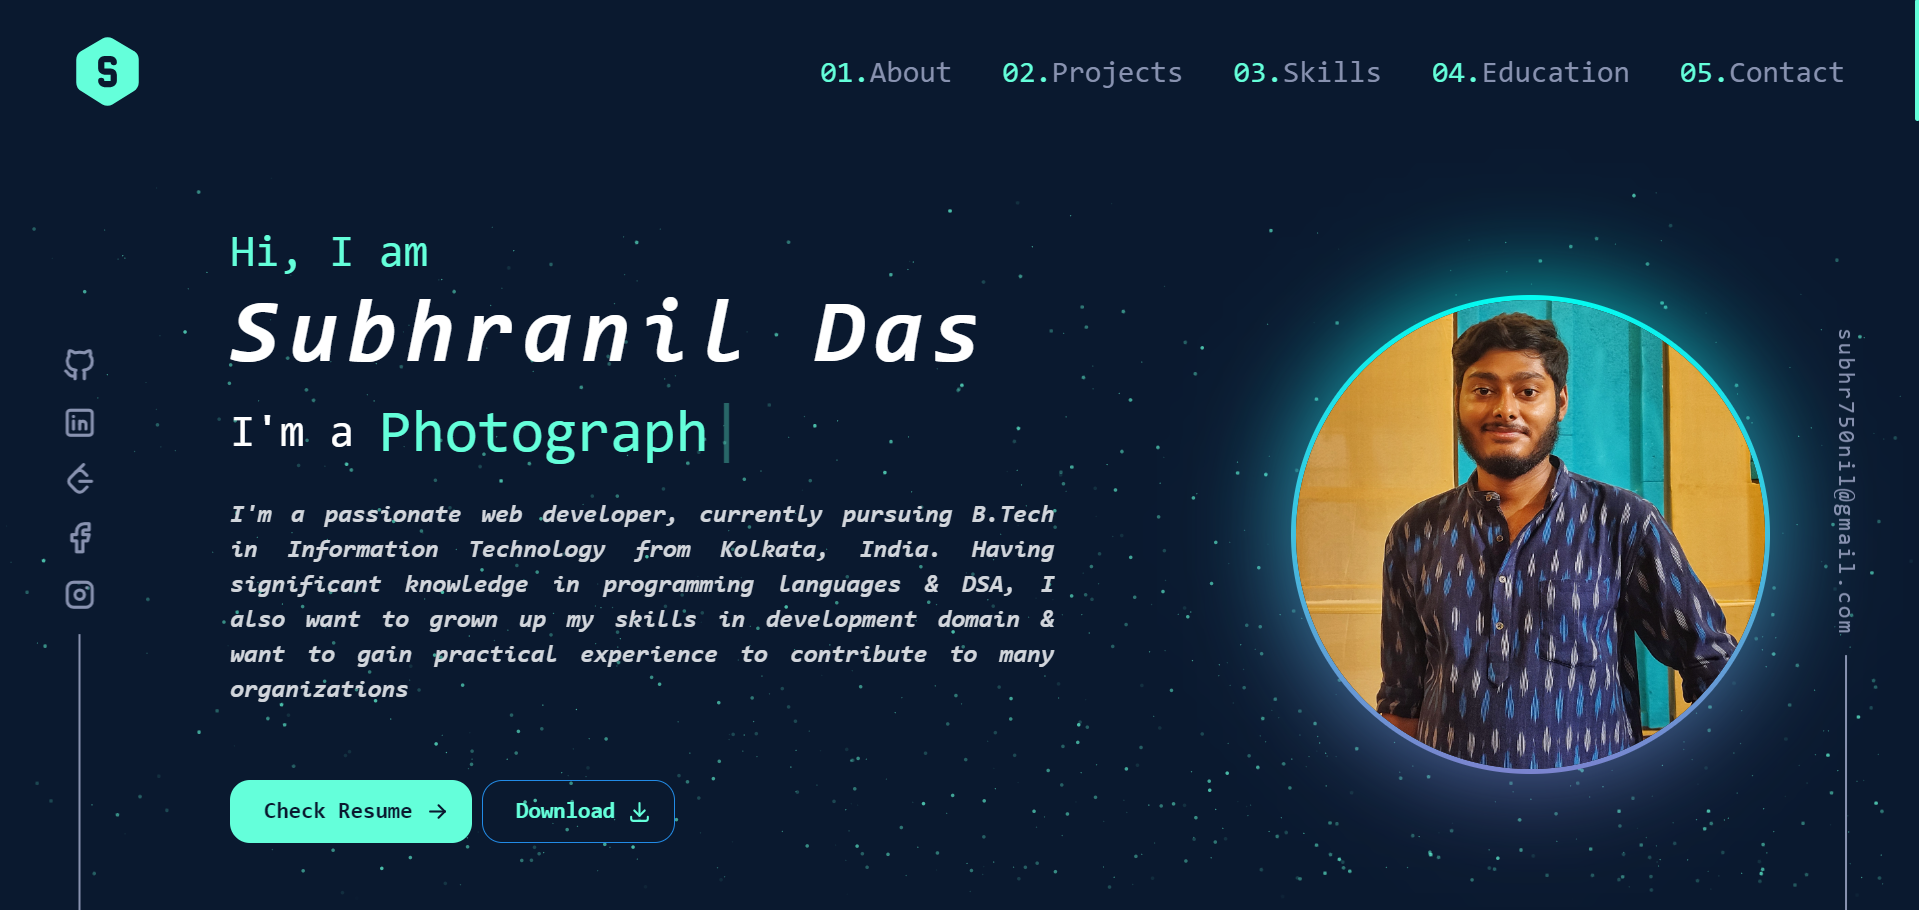 S
01.About 02.Projects 03.Skills 04.Education 05.Contact
Hi, I am
Subhranil Das
I'm a Photograph
I'm a passionate web developer, currently pursuing B.Tech
in Information Technology from Kolkata, India. Having
significant knowledge in programming languages & DSA, I
also want to grown up my skills in development domain &
want to gain practical experience to contribute to many
organizations
Check Resume
Download
subhr750nil@gmail.com